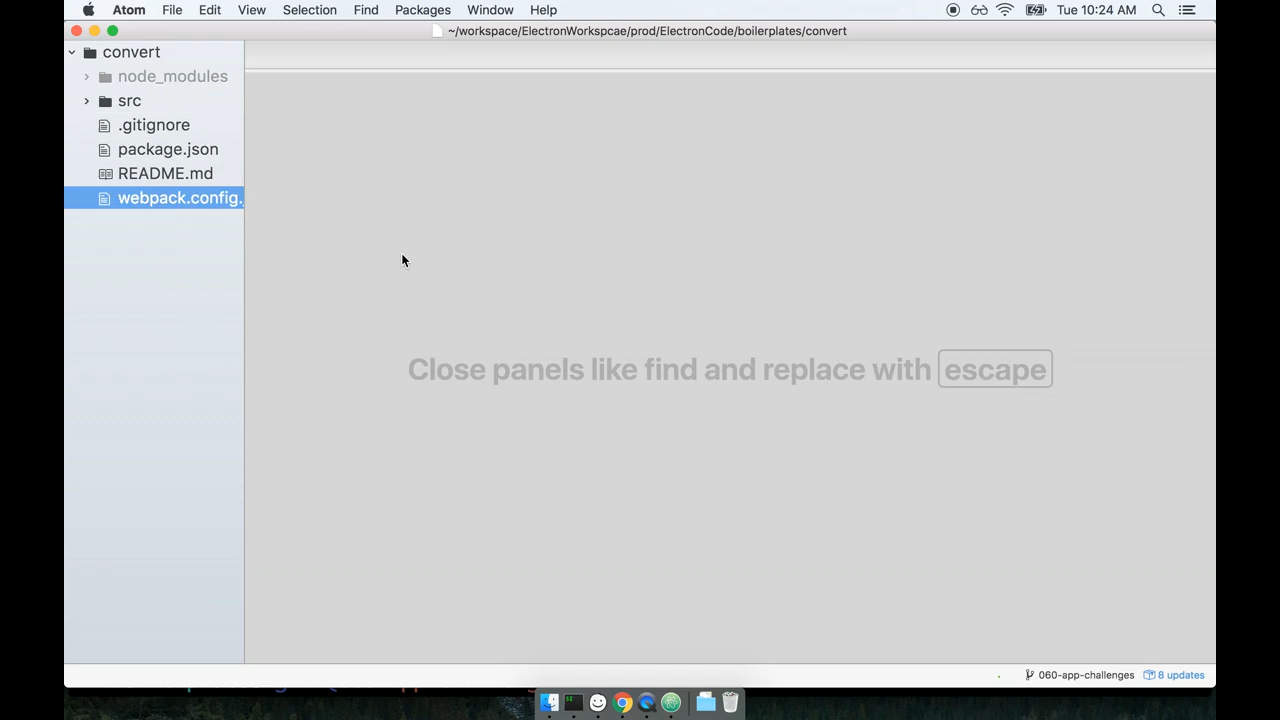 Atom File Edit View Selection Find Packages Window Help Tue 10:24 AM
~/workspace/ElectronWorkspcae/prod/ElectronCode/boilerplates/convert
convert
node_modules
src
.gitignore
package.json
README.md
webpack.config.
Close panels like find and replace with escape
060-app-challenges 8 updates